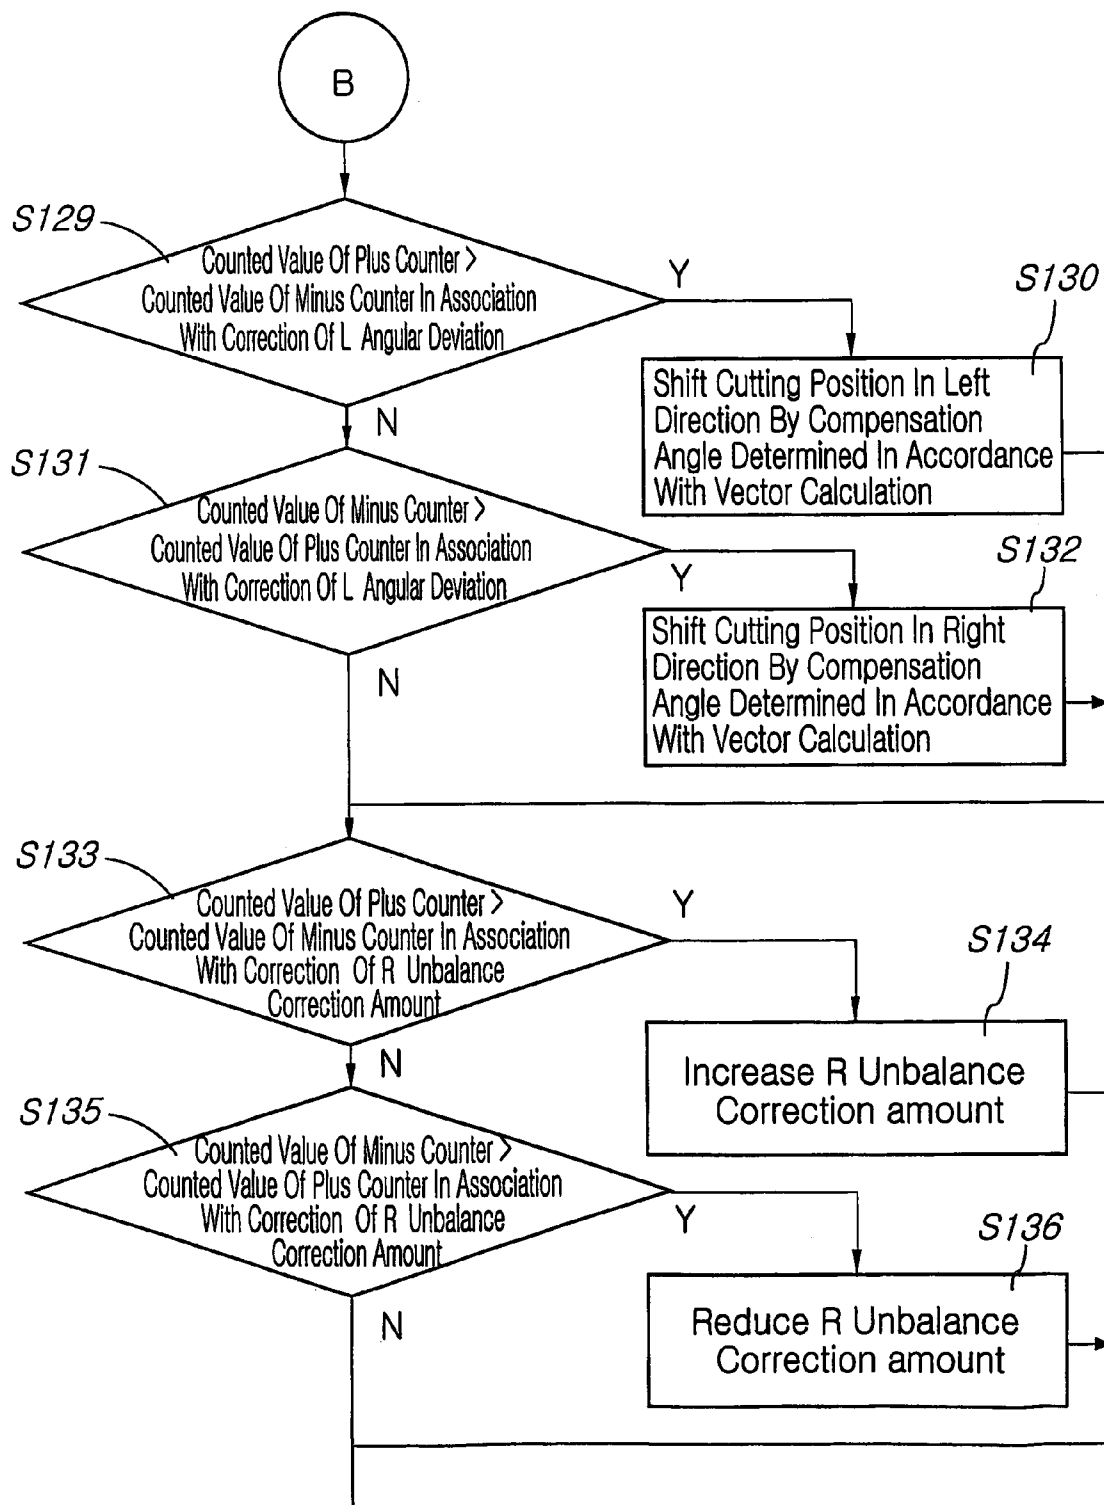 B
S129
Counted Value Of Plus Counter >
Counted Value Of Minus Counter In Association
With Correction Of L Angular Deviation
Y
S130
Shift Cutting Position In Left
Direction By Compensation
Angle Determined In Accordance
With Vector Calculation
N
S131
Counted Value Of Minus Counter >
Counted Value Of Plus Counter In Association
With Correction Of L Angular Deviation
Y
S132
Shift Cutting Position In Right
Direction By Compensation
Angle Determined In Accordance
With Vector Calculation
N
S133
Counted Value Of Plus Counter >
Counted Value Of Minus Counter In Association
With Correction Of R Unbalance
Correction Amount
Y
S134
Increase R Unbalance
Correction amount
N
S135
Counted Value Of Minus Counter >
Counted Value Of Plus Counter In Association
With Correction Of R Unbalance
Correction Amount
Y
S136
Reduce R Unbalance
Correction amount
N